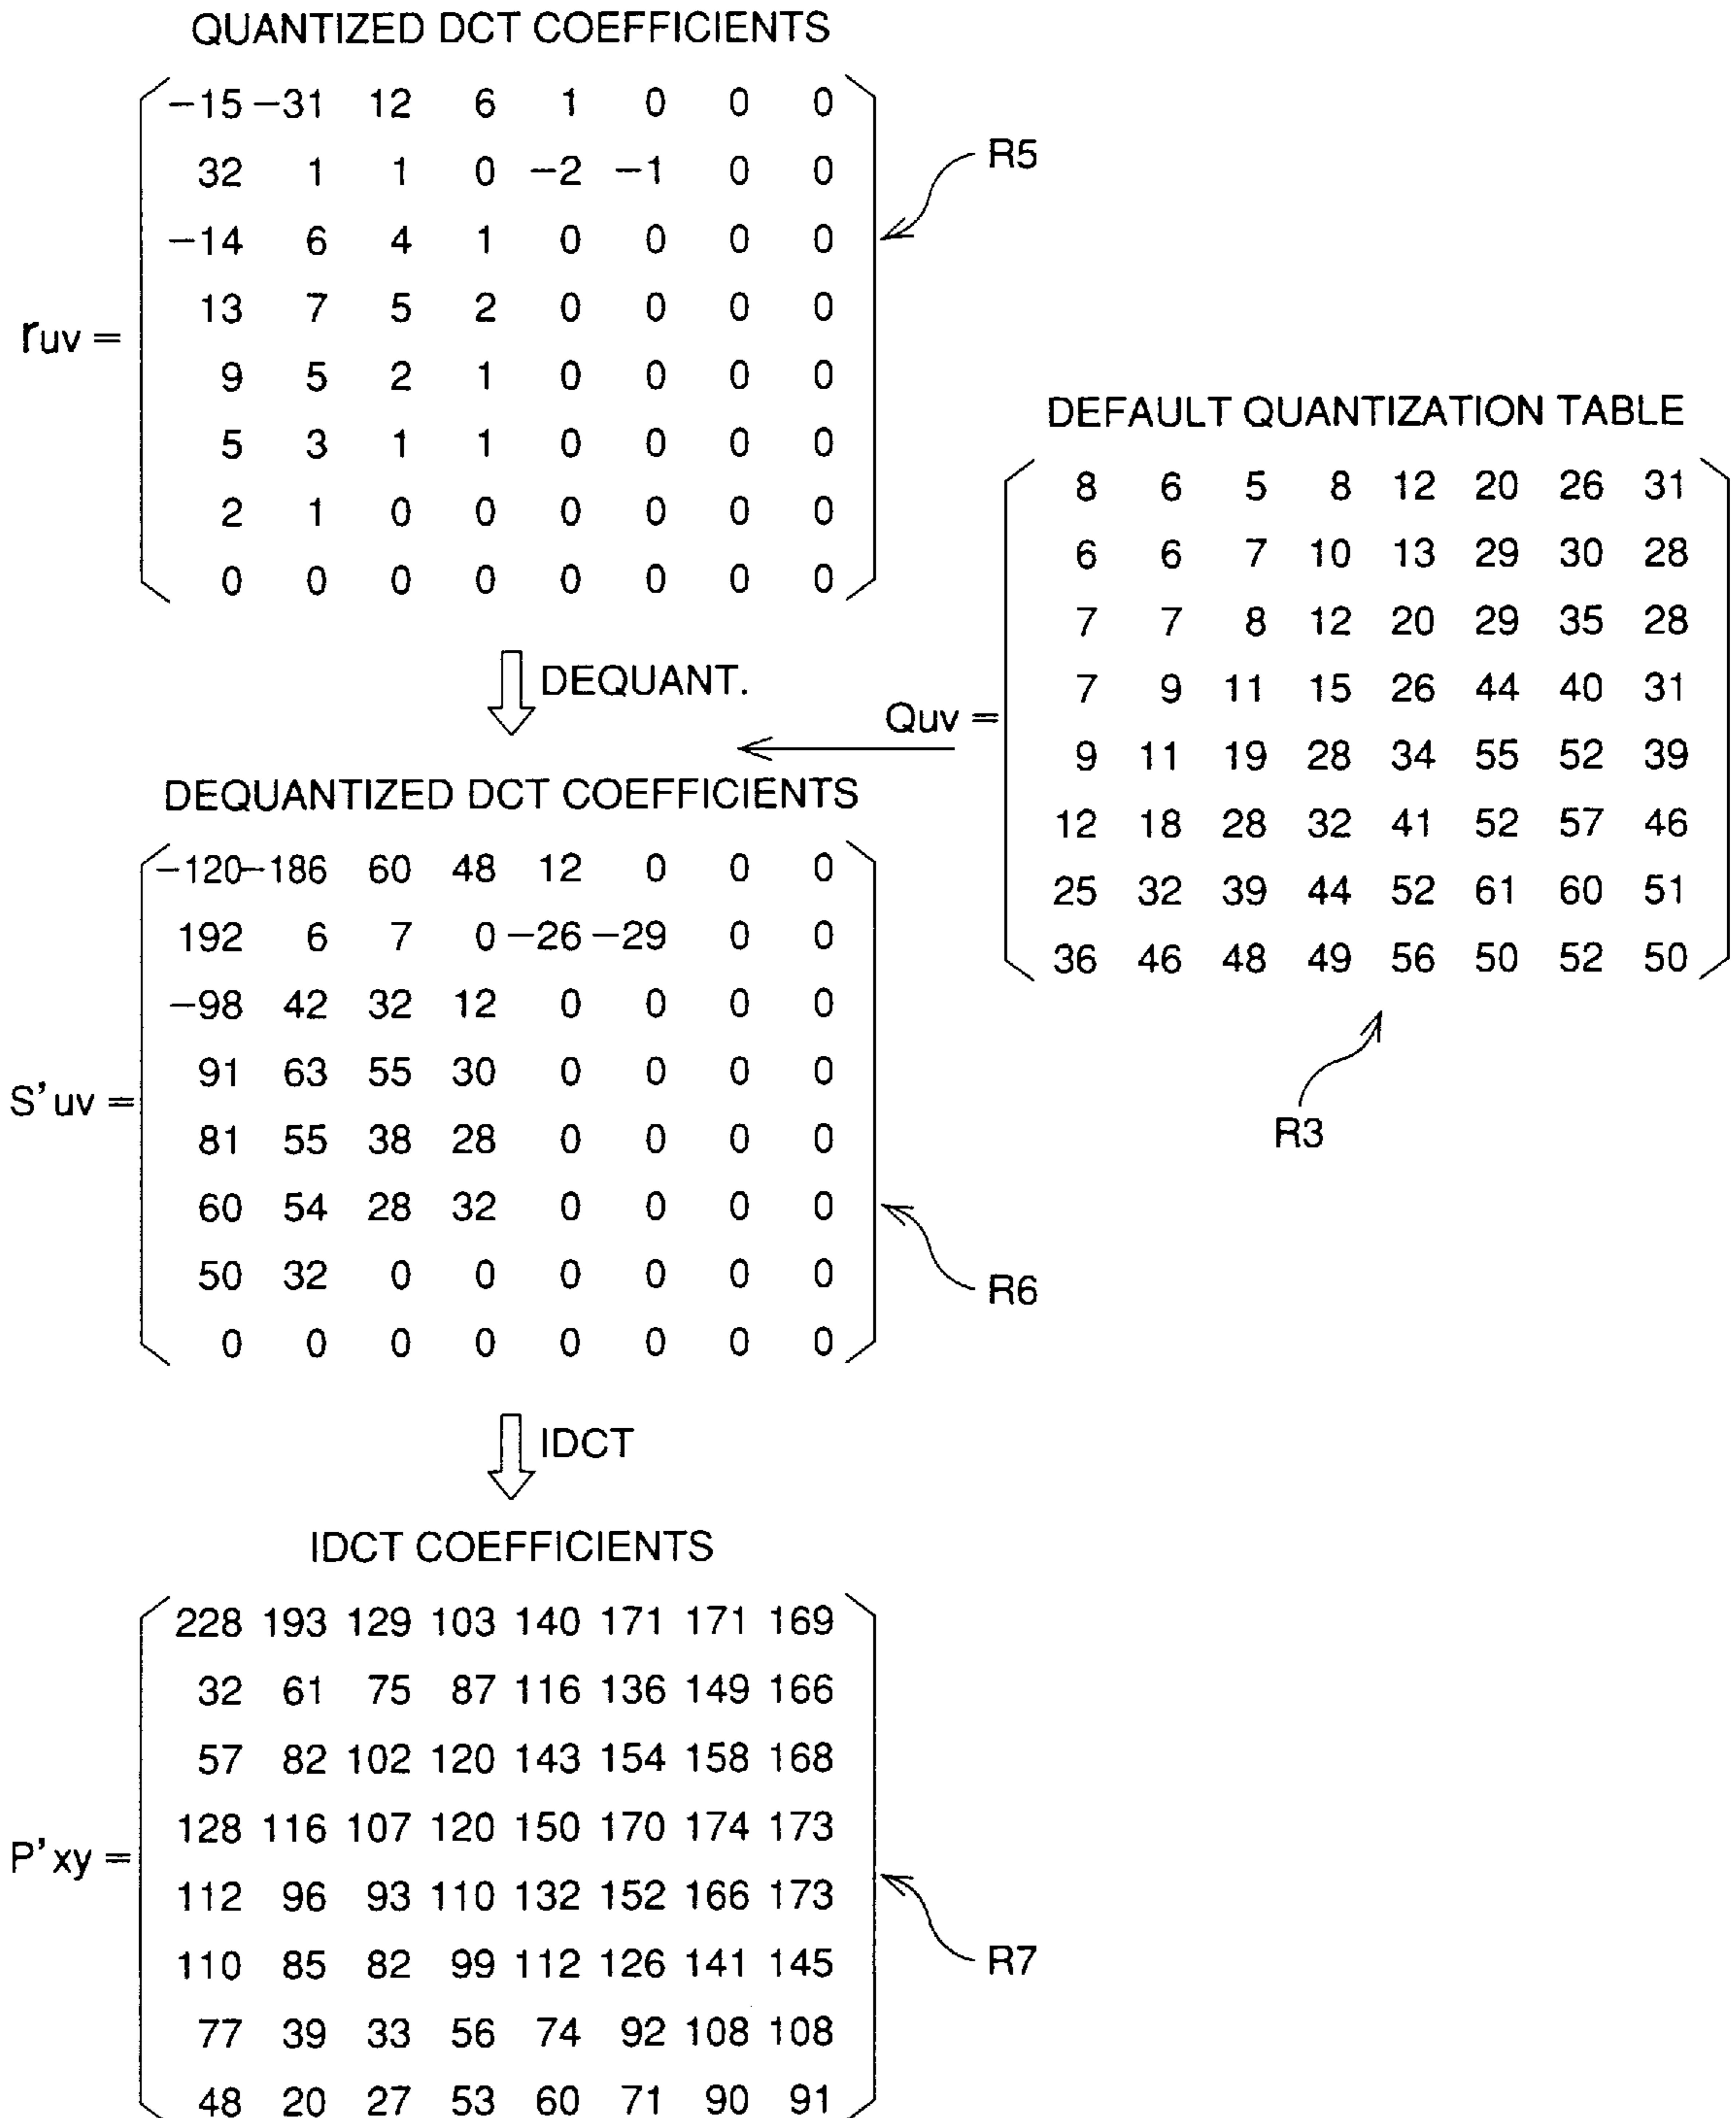 QUANTIZED DCT COEFFICIENTS
−15 −31 12 6 1 0 0 0
32 1 1 0 −2 −1 0 0
R5
−14 6 4 1 0 0 0 0
13 7 5 2 0 0 0 0
ruv =
9 5 2 1 0 0 0 0
5 3 1 1 0 0 0 0
2 1 0 0 0 0 0 0
0 0 0 0 0 0 0 0
DEQUANT.
DEFAULT QUANTIZATION TABLE
8 6 5 8 12 20 26 31
6 6 7 10 13 29 30 28
7 7 8 12 20 29 35 28
7 9 11 15 26 44 40 31
Quv =
9 11 19 28 34 55 52 39
12 18 28 32 41 52 57 46
25 32 39 44 52 61 60 51
36 46 48 49 56 50 52 50
R3
DEQUANTIZED DCT COEFFICIENTS
−120 −186 60 48 12 0 0 0
192 6 7 0 −26 −29 0 0
−98 42 32 12 0 0 0 0
91 63 55 30 0 0 0 0
S'uv =
81 55 38 28 0 0 0 0
60 54 28 32 0 0 0 0
50 32 0 0 0 0 0 0
R6
0 0 0 0 0 0 0 0
IDCT
IDCT COEFFICIENTS
228 193 129 103 140 171 171 169
32 61 75 87 116 136 149 166
57 82 102 120 143 154 158 168
128 116 107 120 150 170 174 173
P'xy =
112 96 93 110 132 152 166 173
110 85 82 99 112 126 141 145
R7
77 39 33 56 74 92 108 108
48 20 27 53 60 71 90 91